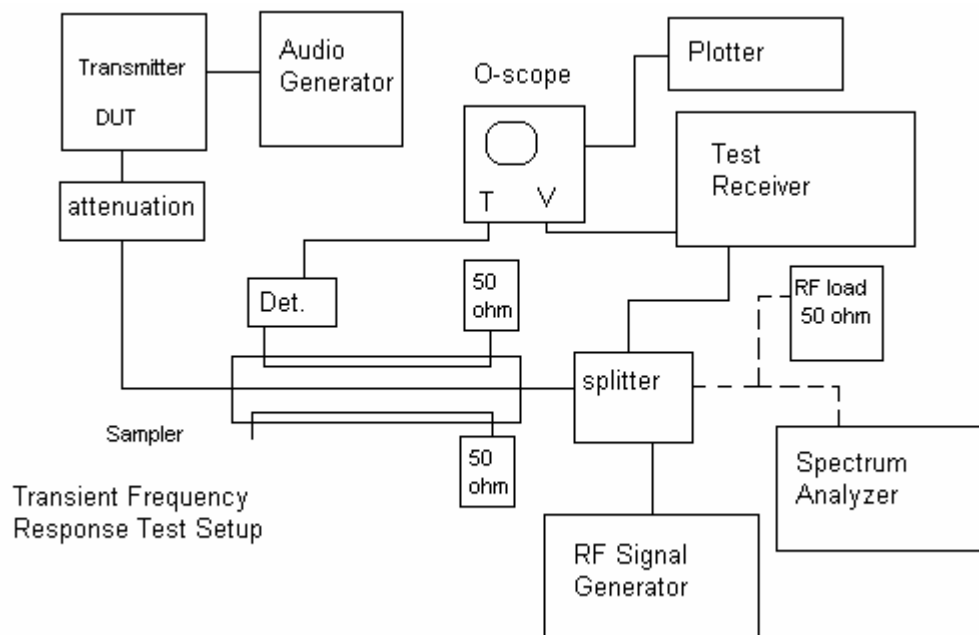 Transmitter
DUT
Audio
Generator
O-scope
Plotter
T V
Test
Receiver
attenuation
Det.
50
ohm
RF load
50 ohm
splitter
Sampler
50
ohm
Spectrum
Analyzer
Transient Frequency
Response Test Setup
RF Signal
Generator